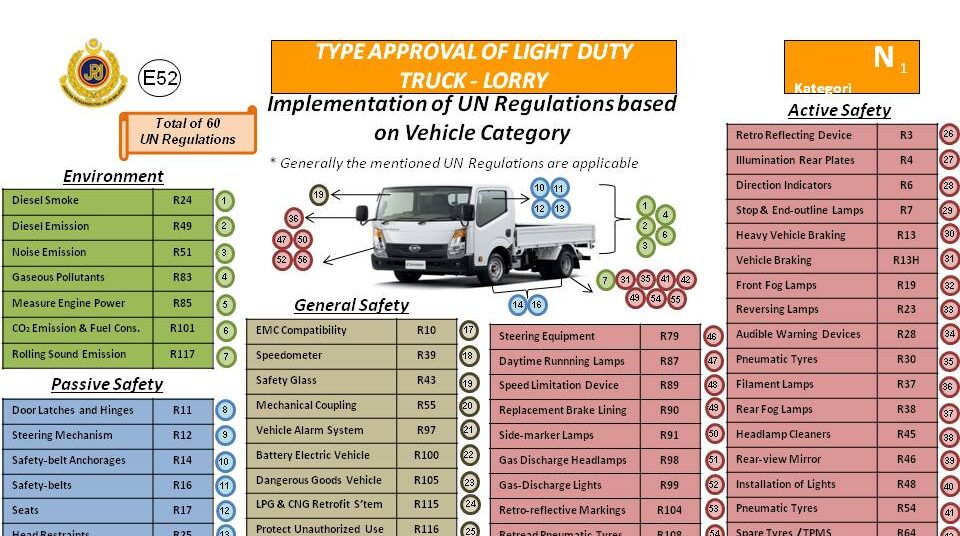 JPJ
E52
TYPE APPROVAL OF LIGHT DUTY
TRUCK - LORRY
N 1
Kategori
Total of 60
UN Regulations
Implementation of UN Regulations based
on Vehicle Category
* Generally the mentioned UN Regulations are applicable
Environment
Diesel Smoke R24 1
Diesel Emission R49 2
Noise Emission R51 3
Gaseous Pollutants R83 4
Measure Engine Power R85 5
CO₂ Emission & Fuel Cons. R101 6
Rolling Sound Emission R117 7
Passive Safety
Door Latches and Hinges R11 8
Steering Mechanism R12 9
Safety-belt Anchorages R14 10
Safety-belts R16 11
Seats R17 12
Head Restraints R25 13
19
36
47 50
52 56
10 11
12 13
1
4
2
6
3
7 31 35 41 42
49 54 55
14 16
General Safety
EMC Compatibility R10 17
Speedometer R39 18
Safety Glass R43 19
Mechanical Coupling R55 20
Vehicle Alarm System R97 21
Battery Electric Vehicle R100 22
Dangerous Goods Vehicle R105 23
LPG & CNG Retrofit S'tem R115 24
Protect Unauthorized Use R116 25
Steering Equipment R79 46
Daytime Runnning Lamps R87 47
Speed Limitation Device R89 48
Replacement Brake Lining R90 49
Side-marker Lamps R91 50
Gas Discharge Headlamps R98 51
Gas-Discharge Lights R99 52
Retro-reflective Markings R104 53
Retread Pneumatic Tyres R108 54
Active Safety
Retro Reflecting Device R3 26
Illumination Rear Plates R4 27
Direction Indicators R6 28
Stop & End-outline Lamps R7 29
Heavy Vehicle Braking R13 30
Vehicle Braking R13H 31
Front Fog Lamps R19 32
Reversing Lamps R23 33
Audible Warning Devices R28 34
Pneumatic Tyres R30 35
Filament Lamps R37 36
Rear Fog Lamps R38 37
Headlamp Cleaners R45 38
Rear-view Mirror R46 39
Installation of Lights R48 40
Pneumatic Tyres R54 41
Spare Tyres / TPMS R64